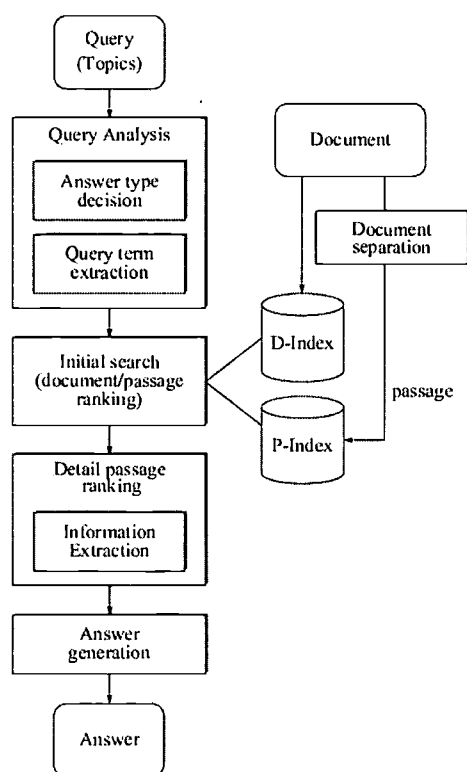 Query
(Topics)
Query Analysis
Answer type
decision
Query term
extraction
Initial search
(document/passage
ranking)
Detail passage
ranking
Information
Extraction
Answer
generation
Answer
Document
Document
separation
D-Index
passage
P-Index